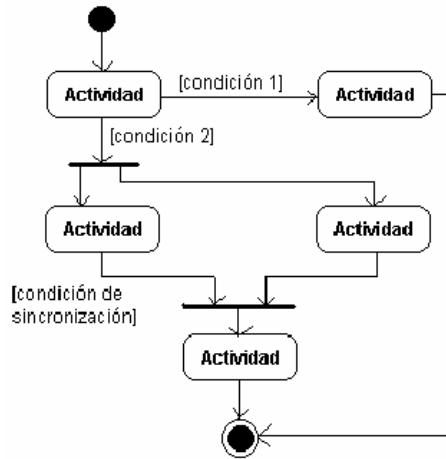 Actividad
[condición 1]
Actividad
[condición 2]
Actividad
Actividad
[condición de
sincronización]
Actividad